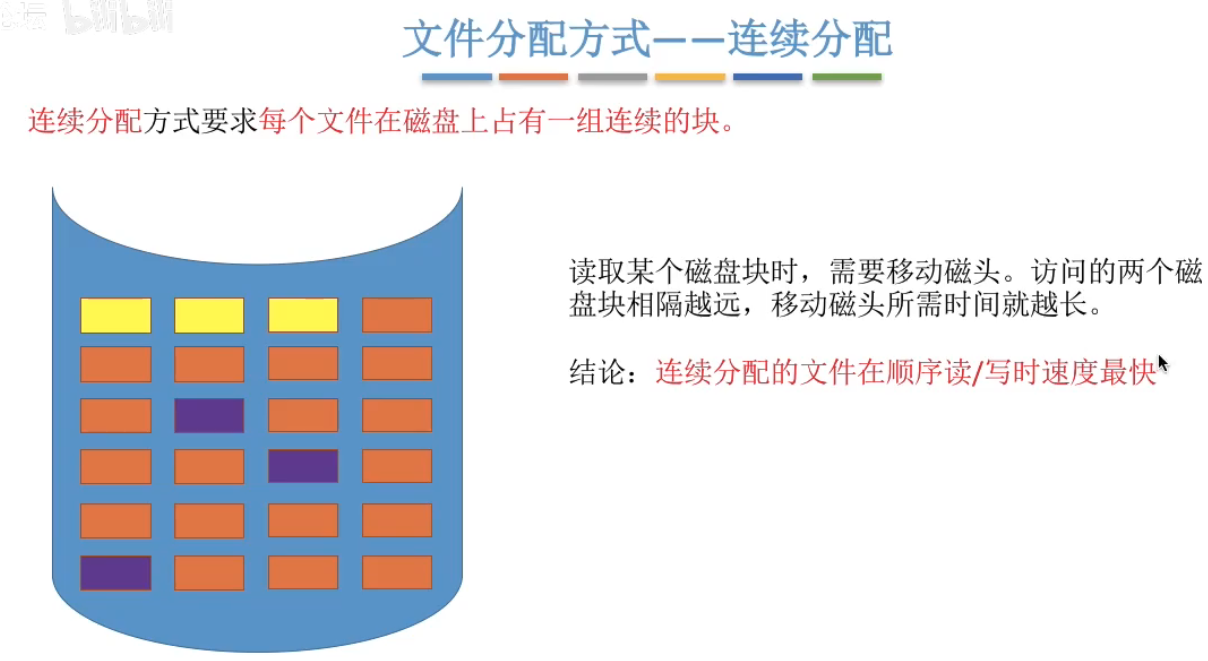 文件分配方式——连续分配
连续分配方式要求每个文件在磁盘上占有一组连续的块。
读取某个磁盘块时，需要移动磁头。访问的两个磁
盘块相隔越远，移动磁头所需时间就越长。
结论：连续分配的文件在顺序读/写时速度最快